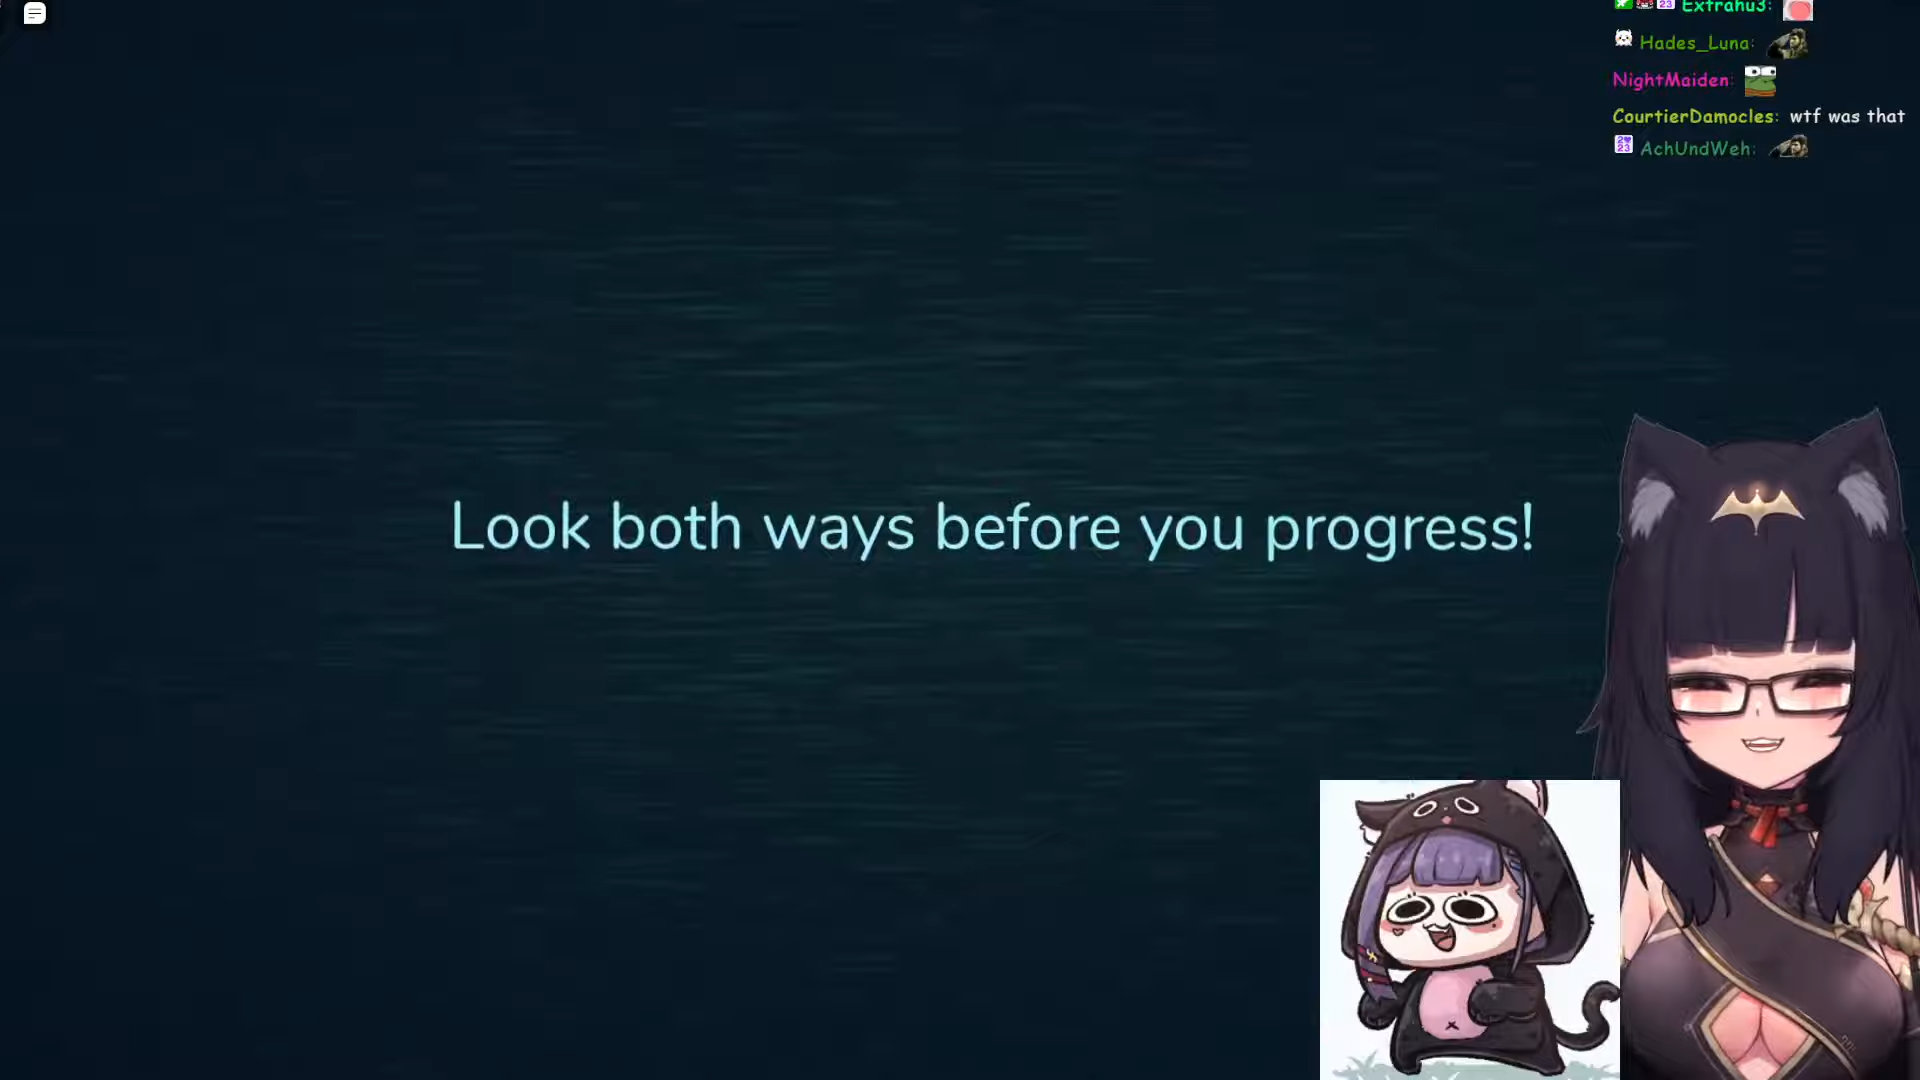 Extrahu3:
Hades_Luna:
NightMaiden:
CourtierDamocles: wtf was that
AchUndWeh:
Look both ways before you progress!